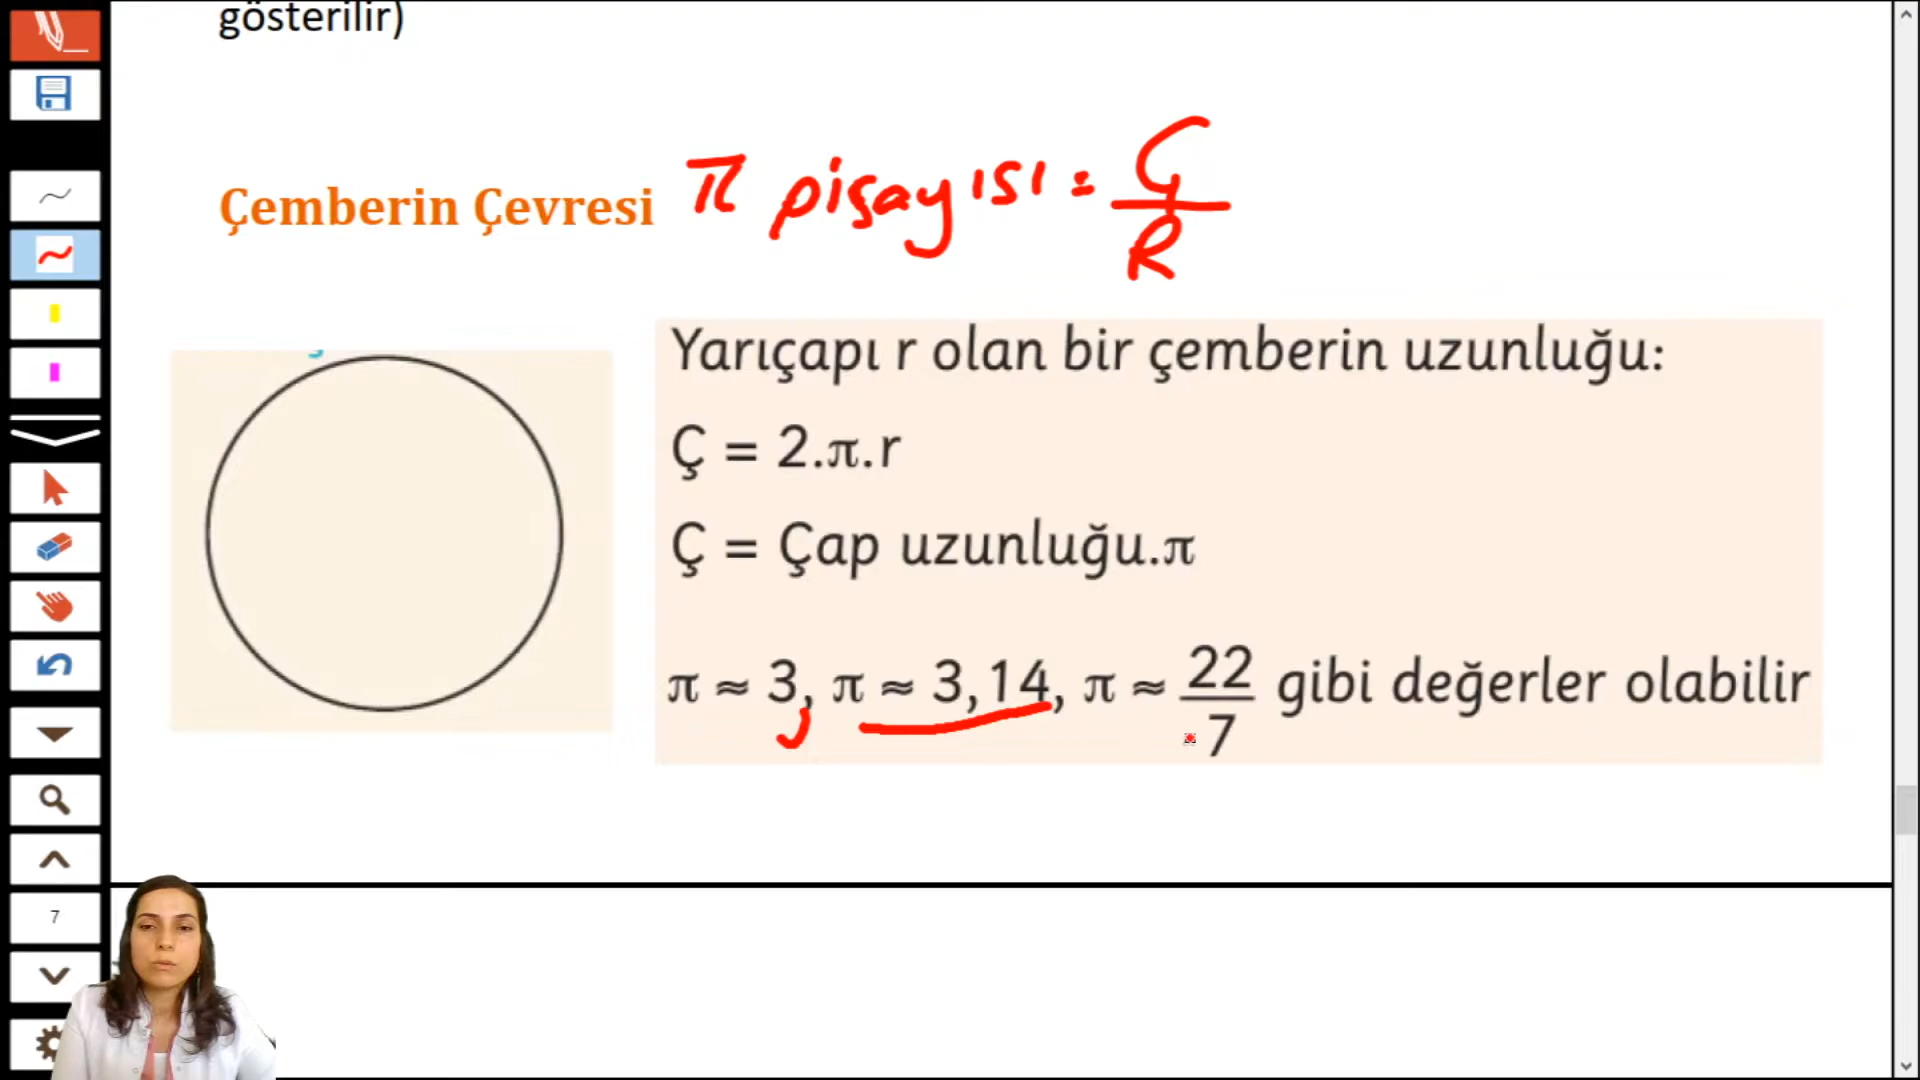 gösterilir)
Çemberin Çevresi π pi sayısı = Ç/R
Yarıçapı r olan bir çemberin uzunluğu:
Ç = 2.π.r
Ç = Çap uzunluğu.π
π ≈ 3, π ≈ 3,14, π ≈ 22/7 gibi değerler olabilir
7